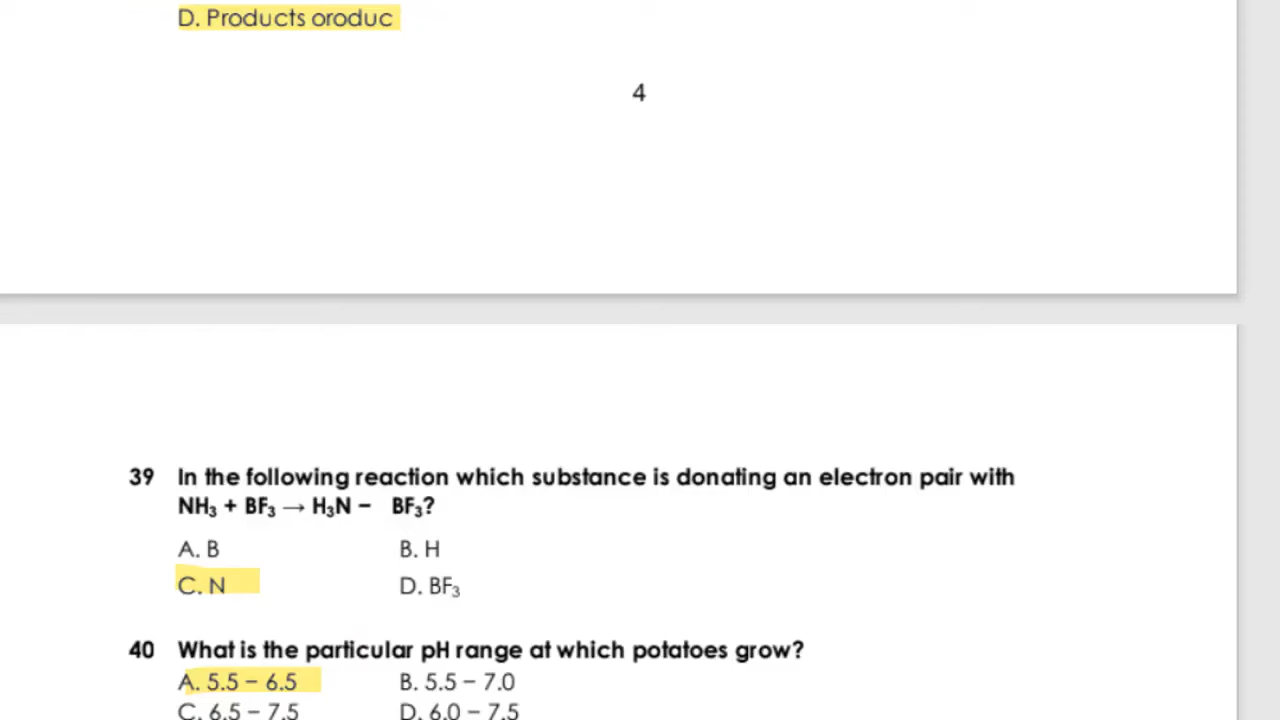 D. Products oroduc
4
39 In the following reaction which substance is donating an electron pair with
NH₃ + BF₃ → H₃N – BF₃?
A. B B. H
C. N D. BF₃
40 What is the particular pH range at which potatoes grow?
A. 5.5 – 6.5 B. 5.5 – 7.0
C. 6.5 – 7.5 D. 6.0 – 7.5